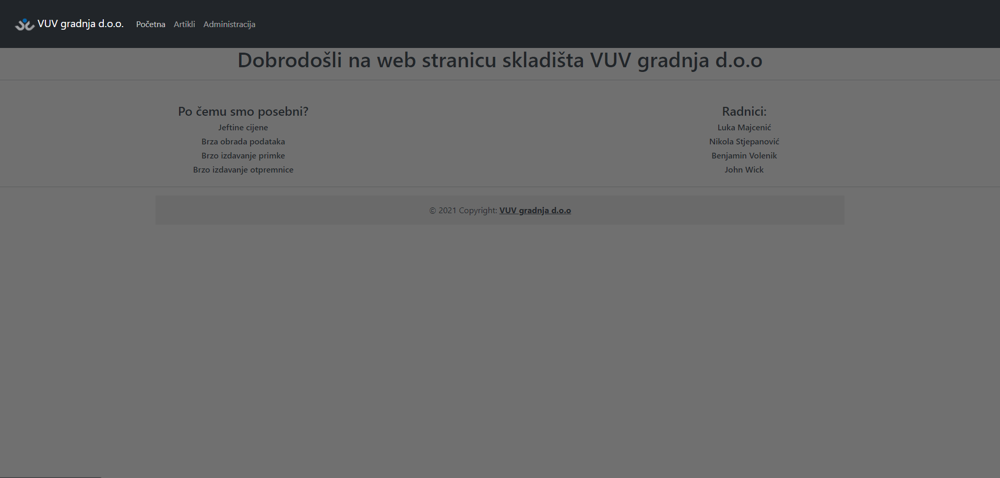 VUV gradnja d.o.o. Početna Artikli Administracija
Dobrodošli na web stranicu skladišta VUV gradnja d.o.o
Po čemu smo posebni?
Jeftine cijene
Brza obrada podataka
Brzo izdavanje primke
Brzo izdavanje otpremnice
Radnici:
Luka Majcenić
Nikola Stjepanović
Benjamin Volenik
John Wick
© 2021 Copyright: VUV gradnja d.o.o